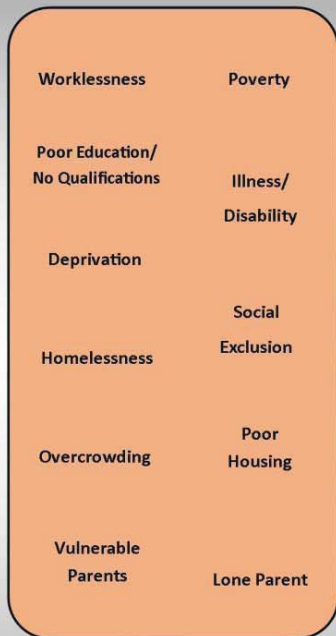 Worklessness
Poverty
Poor Education/
No Qualifications
Illness/
Disability
Deprivation
Social
Exclusion
Homelessness
Poor
Housing
Overcrowding
Vulnerable
Parents
Lone Parent